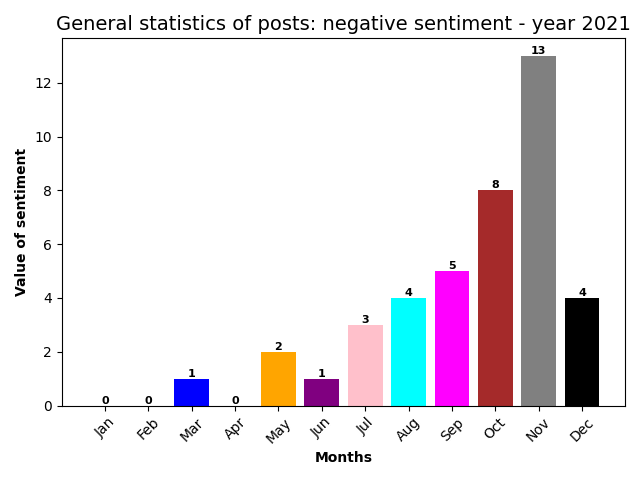 General statistics of posts: negative sentiment - year 2021
Value of sentiment
12
10
8
6
4
2
0
0
0
1
0
2
1
3
4
5
8
13
4
Jan
Feb
Mar
Apr
May
Jun
Jul
Aug
Sep
Oct
Nov
Dec
Months